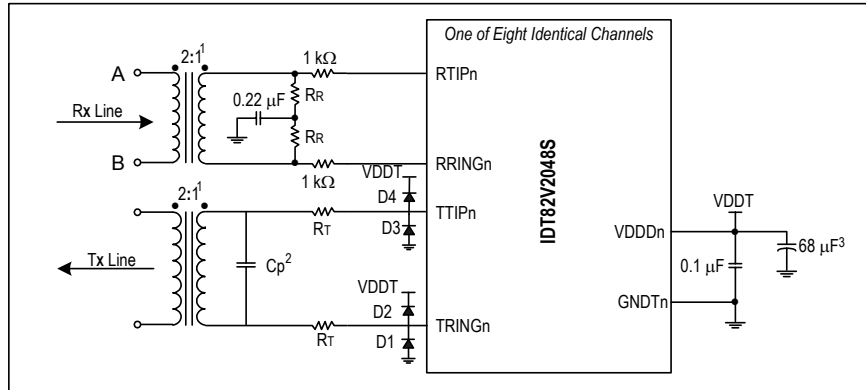 One of Eight Identical Channels
2:1¹
A
Rx Line
B
1 kΩ
RR
0.22 µF
RR
1 kΩ
RTIPn
RRINGn
2:1¹
Tx Line
Cp²
RT
RT
VDDT
D4
D3
TTIPn
VDDT
D2
D1
TRINGn
IDT82V2048S
VDDDn
GNDTn
VDDT
0.1 µF
68 µF³